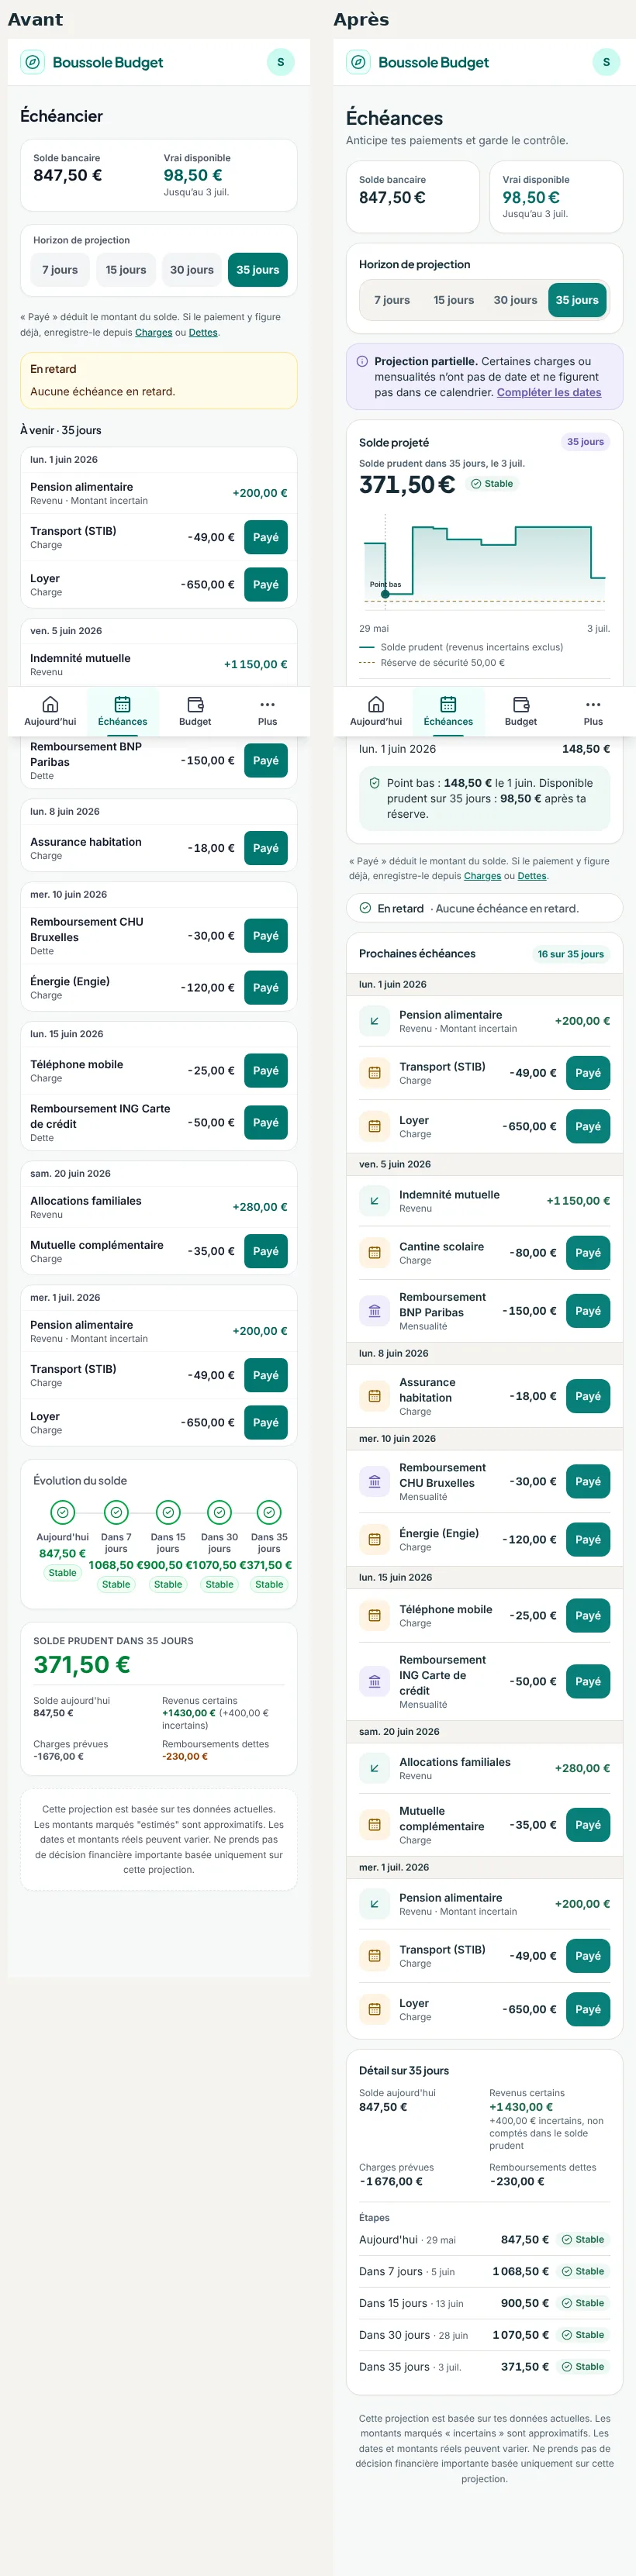 Avant
Boussole Budget
S
Échéancier
Solde bancaire
847,50 €
Vrai disponible
98,50 €
Jusqu'au 3 juil.
Horizon de projection
7 jours
15 jours
30 jours
35 jours
« Payé » déduit le montant du solde. Si le paiement y figure
déjà, enregistre-le depuis Charges ou Dettes.
En retard
Aucune échéance en retard.
À venir · 35 jours
lun. 1 juin 2026
Pension alimentaire
Revenu · Montant incertain
+200,00 €
Transport (STIB)
Charge
-49,00 €
Payé
Loyer
Charge
-650,00 €
Payé
ven. 5 juin 2026
Indemnité mutuelle
Revenu
+1 150,00 €
Aujourd'hui
Échéances
Budget
Plus
Remboursement BNP
Paribas
Dette
-150,00 €
Payé
lun. 8 juin 2026
Assurance habitation
Charge
-18,00 €
Payé
mer. 10 juin 2026
Remboursement CHU
Bruxelles
Dette
-30,00 €
Payé
Énergie (Engie)
Charge
-120,00 €
Payé
lun. 15 juin 2026
Téléphone mobile
Charge
-25,00 €
Payé
Remboursement ING Carte
de crédit
Dette
-50,00 €
Payé
sam. 20 juin 2026
Allocations familiales
Revenu
+280,00 €
Mutuelle complémentaire
Charge
-35,00 €
Payé
mer. 1 juil. 2026
Pension alimentaire
Revenu · Montant incertain
+200,00 €
Transport (STIB)
Charge
-49,00 €
Payé
Loyer
Charge
-650,00 €
Payé
Évolution du solde
Aujourd'hui
847,50 €
Stable
Dans 7
jours
1 068,50 €
Stable
Dans 15
jours
900,50 €
Stable
Dans 30
jours
1 070,50 €
Stable
Dans 35
jours
371,50 €
Stable
SOLDE PRUDENT DANS 35 JOURS
371,50 €
Solde aujourd'hui
847,50 €
Revenus certains
+1 430,00 € (+400,00 €
incertains)
Charges prévues
-1 676,00 €
Remboursements dettes
-230,00 €
Cette projection est basée sur tes données actuelles.
Les montants marqués "estimés" sont approximatifs. Les
dates et montants réels peuvent varier. Ne prends pas
de décision financière importante basée uniquement sur
cette projection.
Après
Boussole Budget
S
Échéances
Anticipe tes paiements et garde le contrôle.
Solde bancaire
847,50 €
Vrai disponible
98,50 €
Jusqu'au 3 juil.
Horizon de projection
7 jours
15 jours
30 jours
35 jours
Projection partielle. Certaines charges ou
mensualités n'ont pas de date et ne figurent
pas dans ce calendrier. Compléter les dates
Solde projeté
35 jours
Solde prudent dans 35 jours, le 3 juil.
371,50 €
Stable
Point bas
29 mai
3 juil.
Solde prudent (revenus incertains exclus)
Réserve de sécurité 50,00 €
Aujourd'hui
Échéances
Budget
Plus
lun. 1 juin 2026
148,50 €
Point bas : 148,50 € le 1 juin. Disponible
prudent sur 35 jours : 98,50 € après ta
réserve.
« Payé » déduit le montant du solde. Si le paiement y figure
déjà, enregistre-le depuis Charges ou Dettes.
En retard · Aucune échéance en retard.
Prochaines échéances
16 sur 35 jours
lun. 1 juin 2026
Pension alimentaire
Revenu · Montant incertain
+200,00 €
Transport (STIB)
Charge
-49,00 €
Payé
Loyer
Charge
-650,00 €
Payé
ven. 5 juin 2026
Indemnité mutuelle
Revenu
+1 150,00 €
Cantine scolaire
Charge
-80,00 €
Payé
Remboursement
BNP Paribas
Mensualité
-150,00 €
Payé
lun. 8 juin 2026
Assurance
habitation
Charge
-18,00 €
Payé
mer. 10 juin 2026
Remboursement
CHU Bruxelles
Mensualité
-30,00 €
Payé
Énergie (Engie)
Charge
-120,00 €
Payé
lun. 15 juin 2026
Téléphone mobile
Charge
-25,00 €
Payé
Remboursement
ING Carte de
crédit
Mensualité
-50,00 €
Payé
sam. 20 juin 2026
Allocations familiales
Revenu
+280,00 €
Mutuelle
complémentaire
Charge
-35,00 €
Payé
mer. 1 juil. 2026
Pension alimentaire
Revenu · Montant incertain
+200,00 €
Transport (STIB)
Charge
-49,00 €
Payé
Loyer
Charge
-650,00 €
Payé
Détail sur 35 jours
Solde aujourd'hui
847,50 €
Revenus certains
+1 430,00 €
+400,00 € incertains, non
comptés dans le solde
prudent
Charges prévues
-1 676,00 €
Remboursements dettes
-230,00 €
Étapes
Aujourd'hui · 29 mai
847,50 €
Stable
Dans 7 jours · 5 juin
1 068,50 €
Stable
Dans 15 jours · 13 juin
900,50 €
Stable
Dans 30 jours · 28 juin
1 070,50 €
Stable
Dans 35 jours · 3 juil.
371,50 €
Stable
Cette projection est basée sur tes données actuelles. Les
montants marqués « incertains » sont approximatifs. Les
dates et montants réels peuvent varier. Ne prends pas de
décision financière importante basée uniquement sur cette
projection.